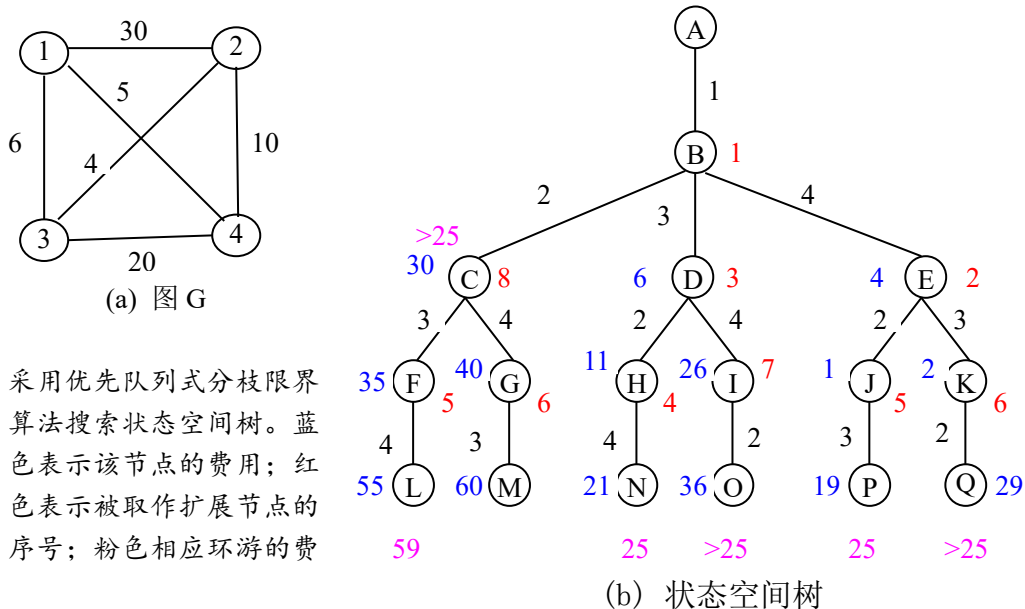 1
30
2
5
6
4
10
3
20
4
(a) 图 G
采用优先队列式分枝限界
算法搜索状态空间树。蓝
色表示该节点的费用；红
色表示被取作扩展节点的
序号；粉色相应环游的费
A
1
B 1
2 3 4
>25
30 C 8 6 D 3 4 E 2
3 4 2 4 2 3
35 F 5 40 G 6 11 H 4 26 I 7 1 J 5 2 K 6
4 3 4 2 3 2
55 L 60 M 21 N 36 O 19 P Q 29
59 25 >25 25 >25
(b) 状态空间树